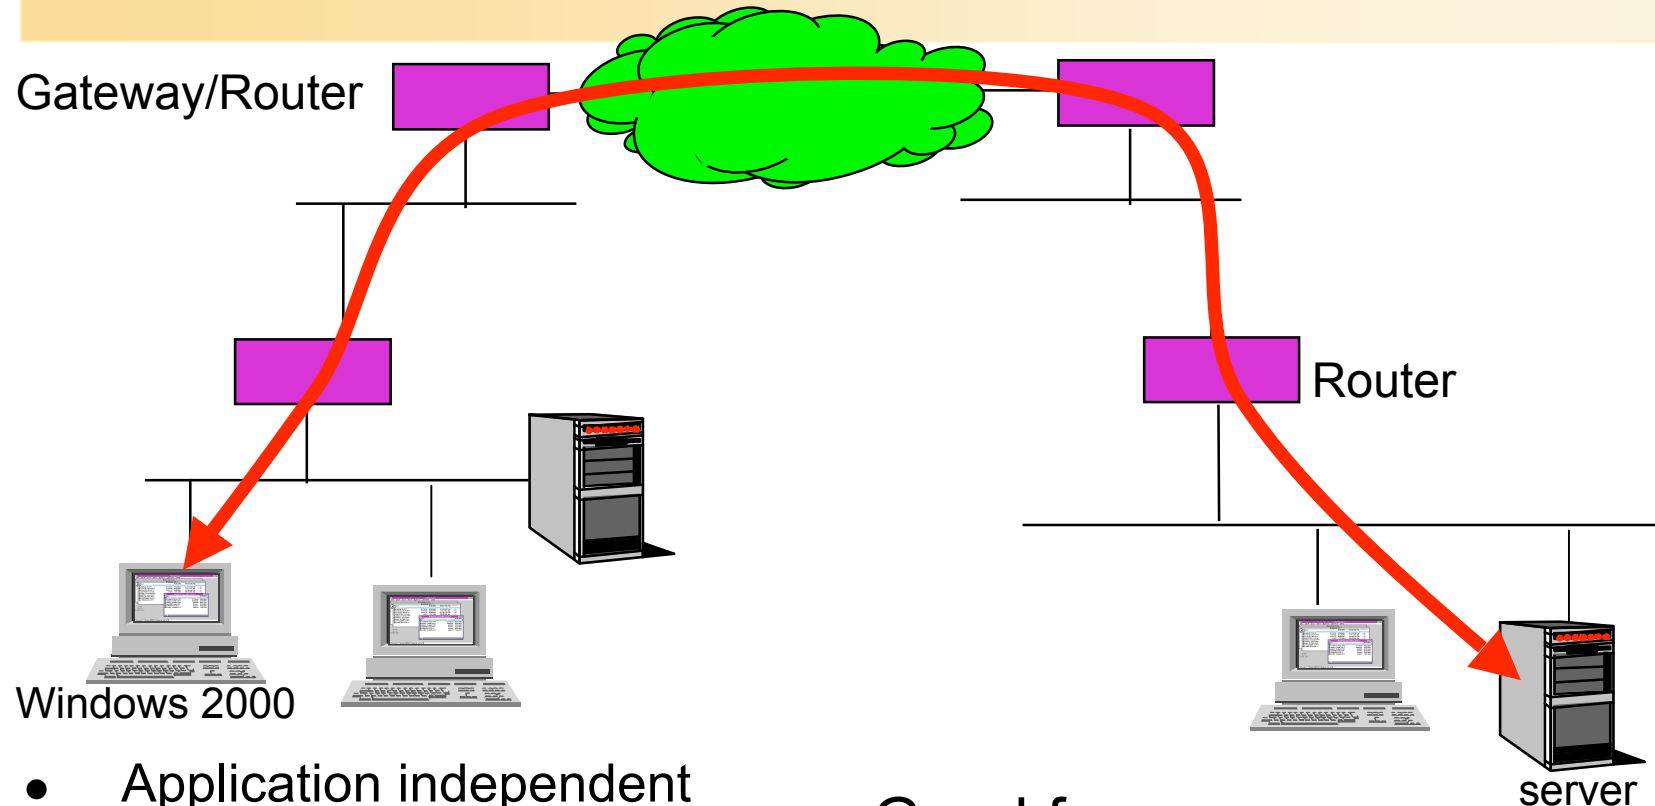 Gateway/Router
Router
Windows 2000
server
● Application independent